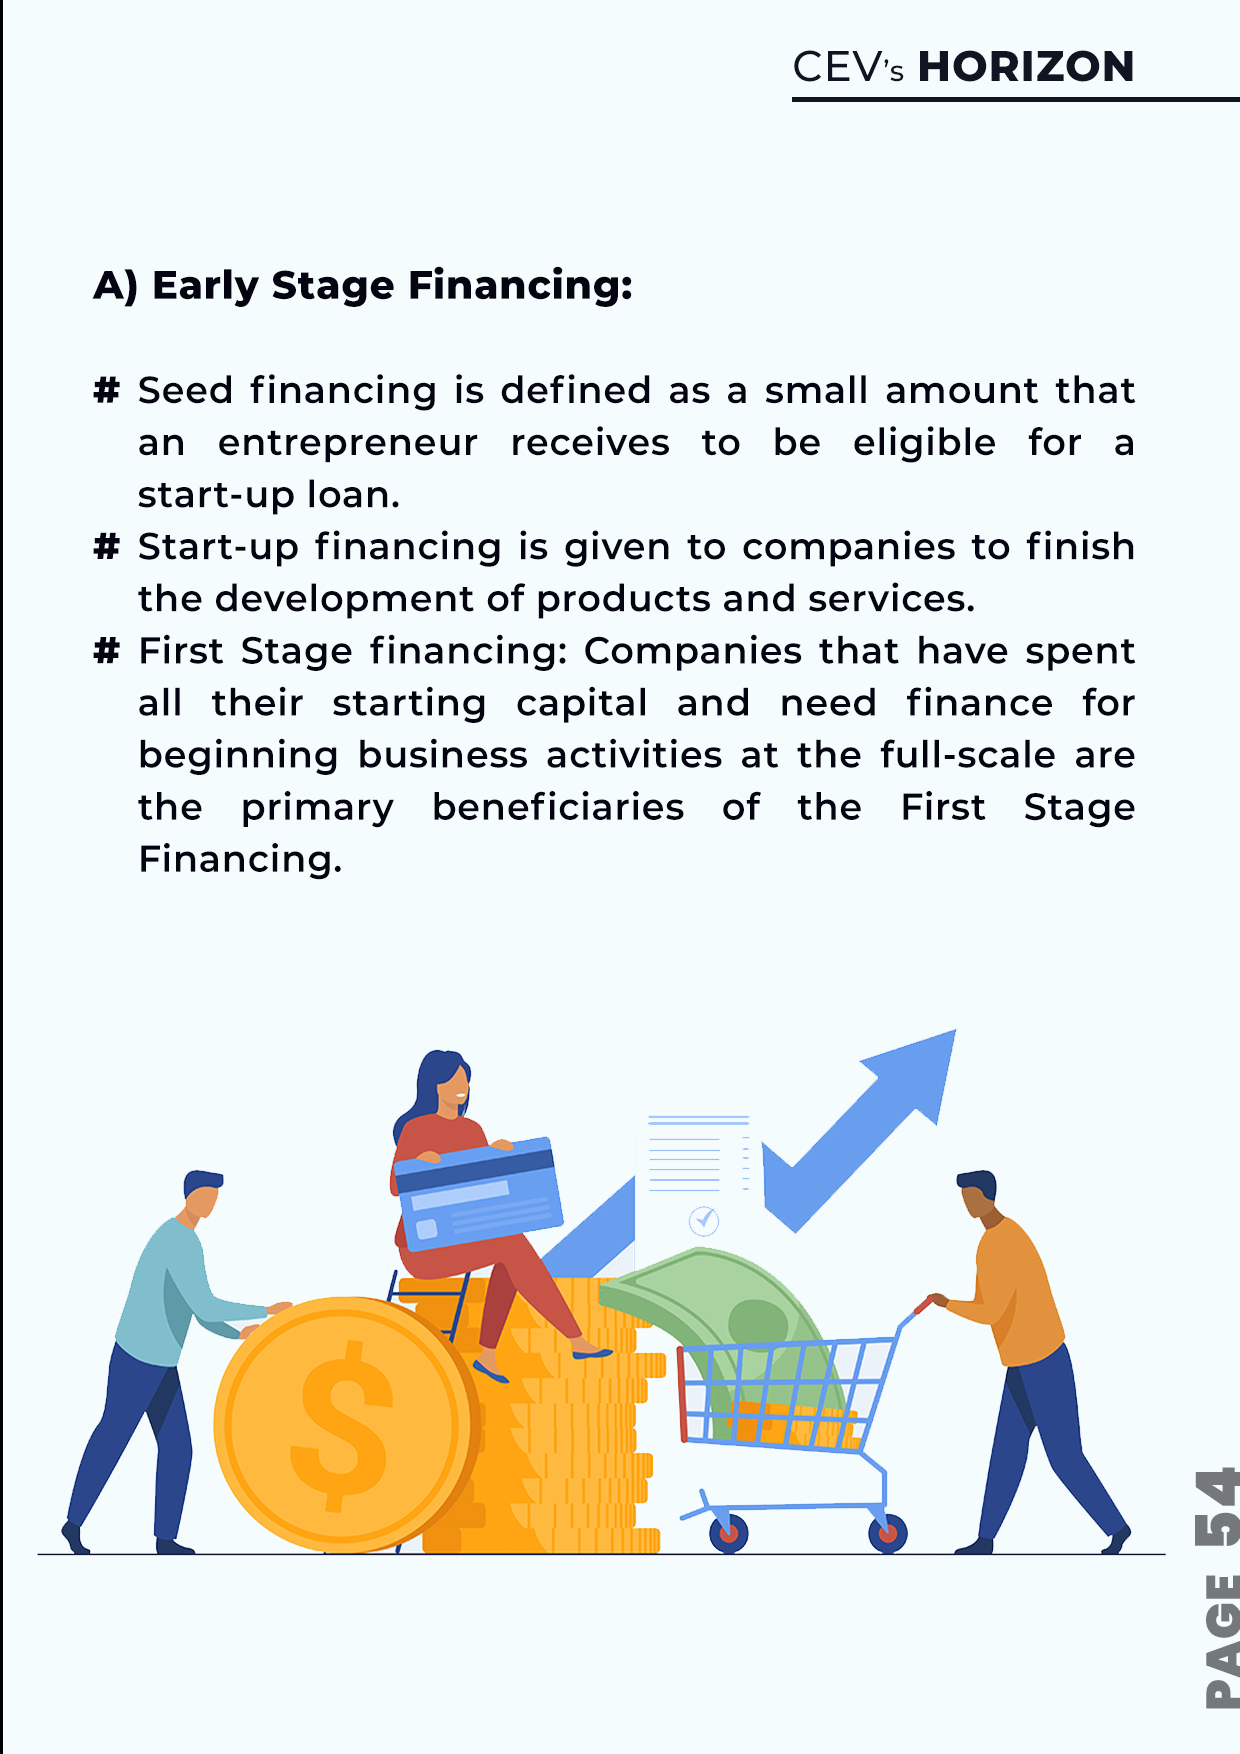 CEV's HORIZON
A) Early Stage Financing:
# Seed financing is defined as a small amount that
an entrepreneur receives to be eligible for a
start-up loan.
# Start-up financing is given to companies to finish
the development of products and services.
# First Stage financing: Companies that have spent
all their starting capital and need finance for
beginning business activities at the full-scale are
the primary beneficiaries of the First Stage
Financing.
$
PAGE 54